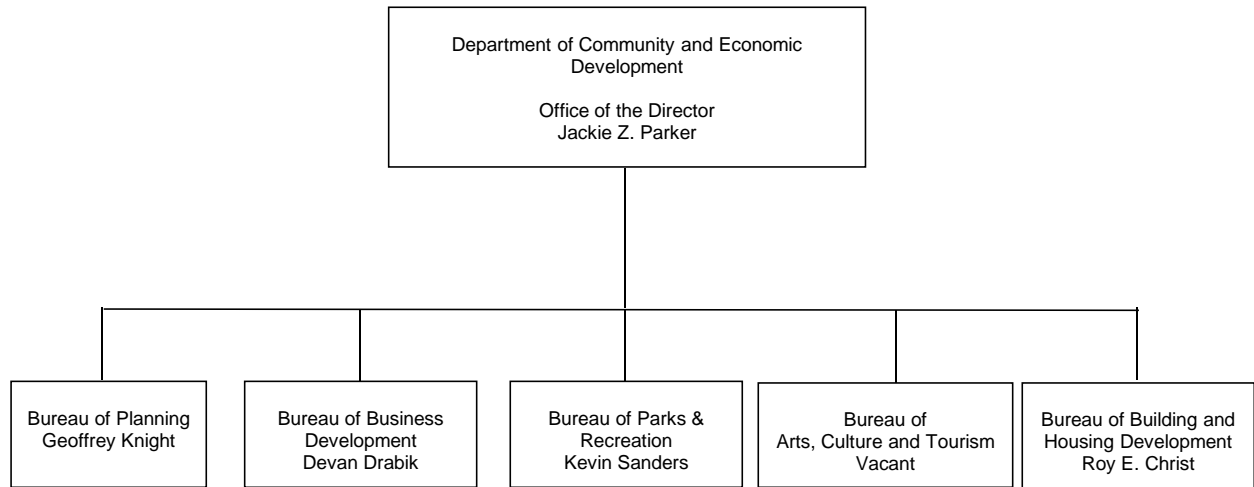 Department of Community and Economic
Development
Office of the Director
Jackie Z. Parker
Bureau of Planning
Geoffrey Knight
Bureau of Business
Development
Devan Drabik
Bureau of Parks &
Recreation
Kevin Sanders
Bureau of
Arts, Culture and Tourism
Vacant
Bureau of Building and
Housing Development
Roy E. Christ